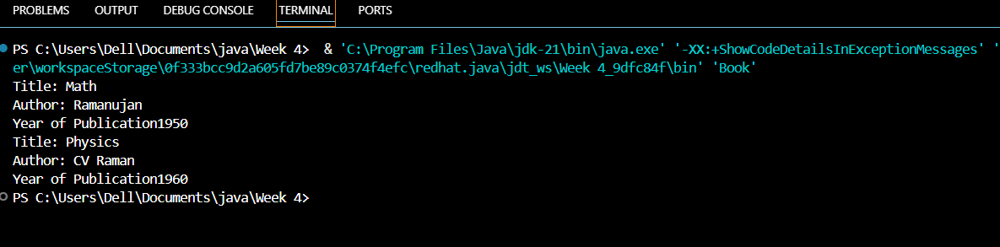 PROBLEMS OUTPUT DEBUG CONSOLE TERMINAL PORTS
PS C:\Users\Dell\Documents\java\Week 4>  & 'C:\Program Files\Java\jdk-21\bin\java.exe' '-XX:+ShowCodeDetailsInExceptionMessages' '
er\workspaceStorage\0f333bcc9d2a605fd7be89c0374f4efc\redhat.java\jdt_ws\Week 4_9dfc84f\bin' 'Book'
Title: Math
Author: Ramanujan
Year of Publication1950
Title: Physics
Author: CV Raman
Year of Publication1960
PS C:\Users\Dell\Documents\java\Week 4>